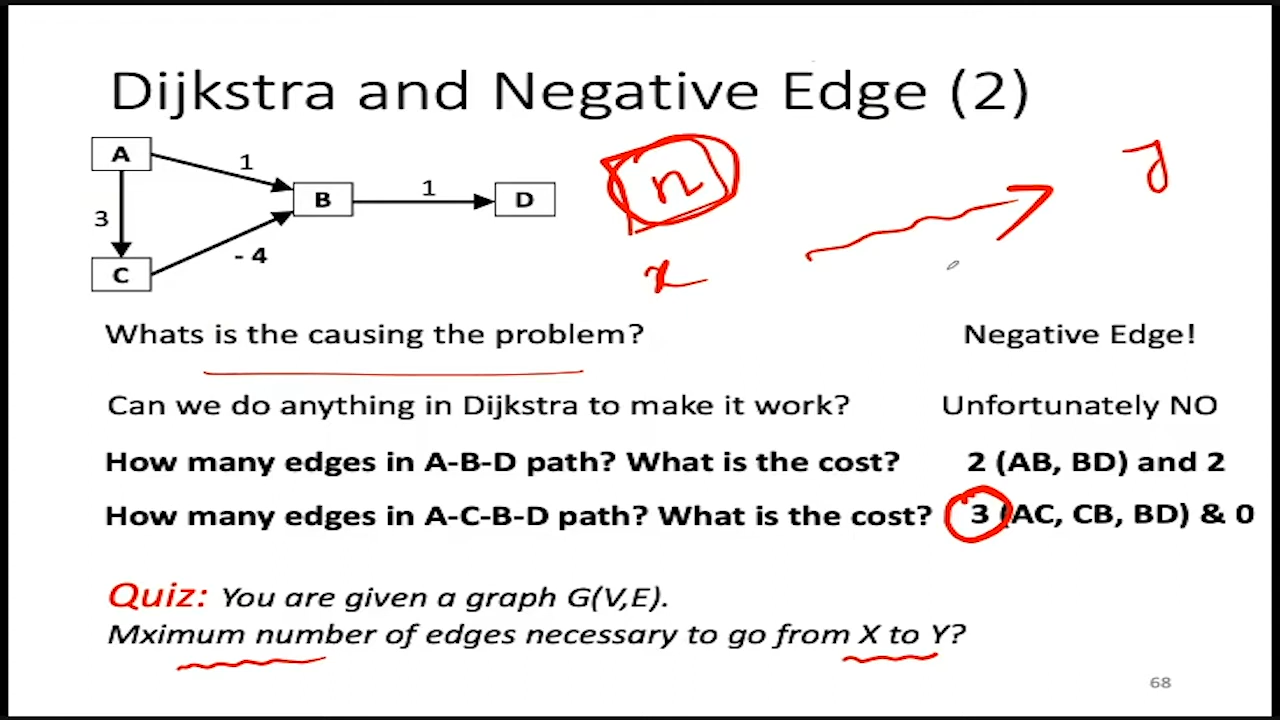 Dijkstra and Negative Edge (2)
A
1
B
1
D
3
- 4
C
n
x
y
Whats is the causing the problem?
Negative Edge!
Can we do anything in Dijkstra to make it work?
Unfortunately NO
How many edges in A-B-D path? What is the cost?
2 (AB, BD) and 2
How many edges in A-C-B-D path? What is the cost?
3 (AC, CB, BD) & 0
Quiz: You are given a graph G(V,E).
Mximum number of edges necessary to go from X to Y?
68